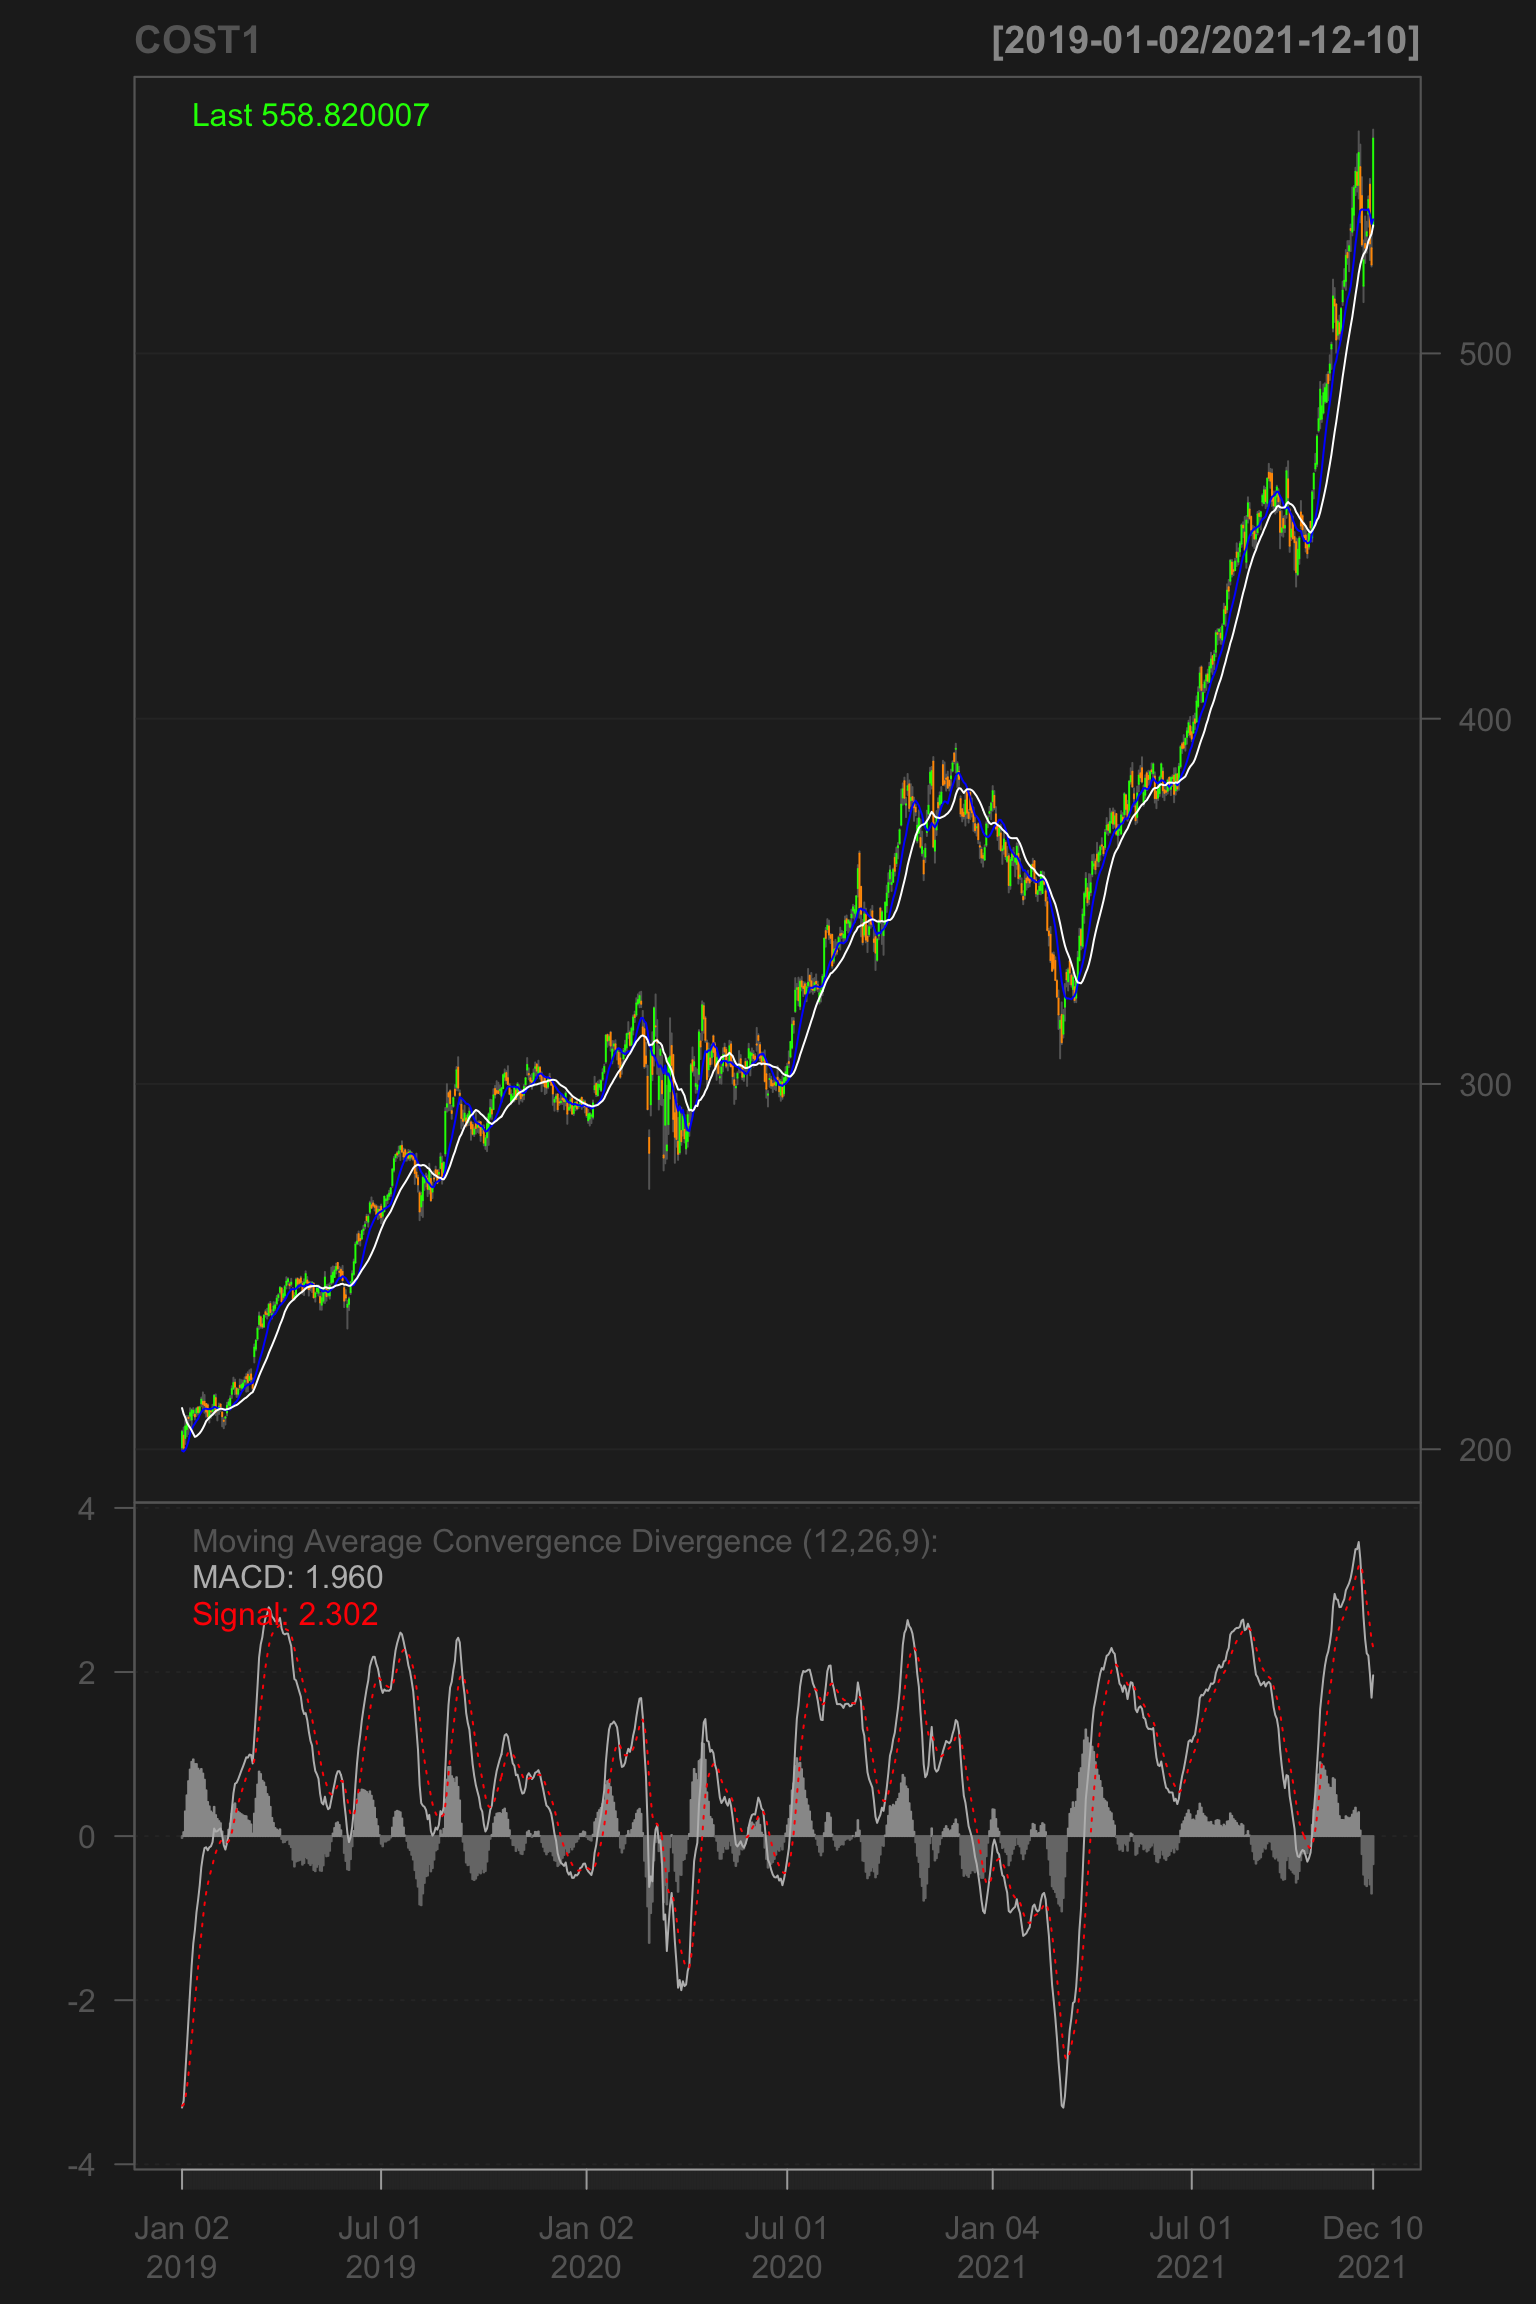 COST1
[2019-01-02/2021-12-10]
Last 558.820007
500
400
300
200
Moving Average Convergence Divergence (12,26,9):
MACD: 1.960
Signal: 2.302
4
2
0
-2
-4
Jan 02 Jul 01 Jan 02 Jul 01 Jan 04 Jul 01 Dec 10
2019 2019 2020 2020 2021 2021 2021